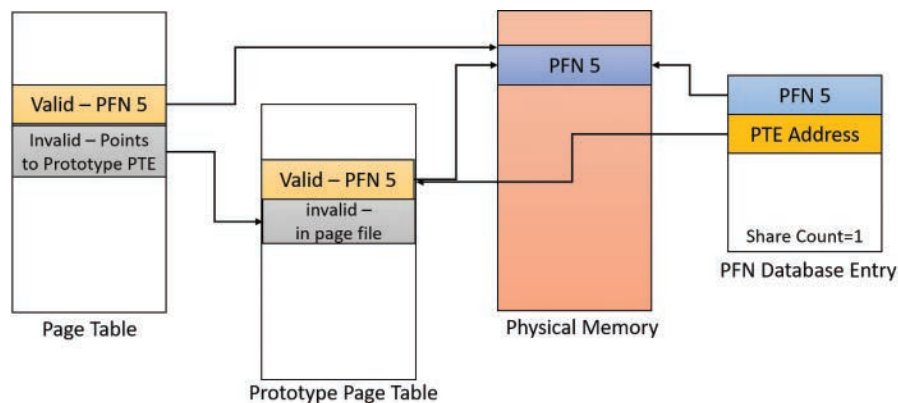 Valid – PFN 5
Invalid – Points
to Prototype PTE
Page Table
Valid – PFN 5
invalid –
in page file
Prototype Page Table
PFN 5
Physical Memory
PFN 5
PTE Address
Share Count=1
PFN Database Entry